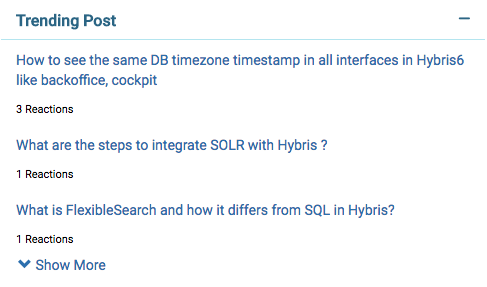 Trending Post
How to see the same DB timezone timestamp in all interfaces in Hybris6
like backoffice, cockpit
3 Reactions
What are the steps to integrate SOLR with Hybris ?
1 Reactions
What is FlexibleSearch and how it differs from SQL in Hybris?
1 Reactions
Show More